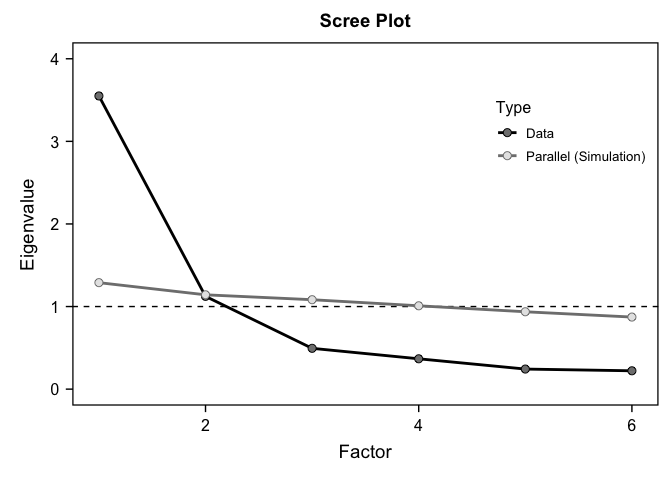 Scree Plot
4
3
2
1
0
Eigenvalue
Type
Data
Parallel (Simulation)
2
4
6
Factor